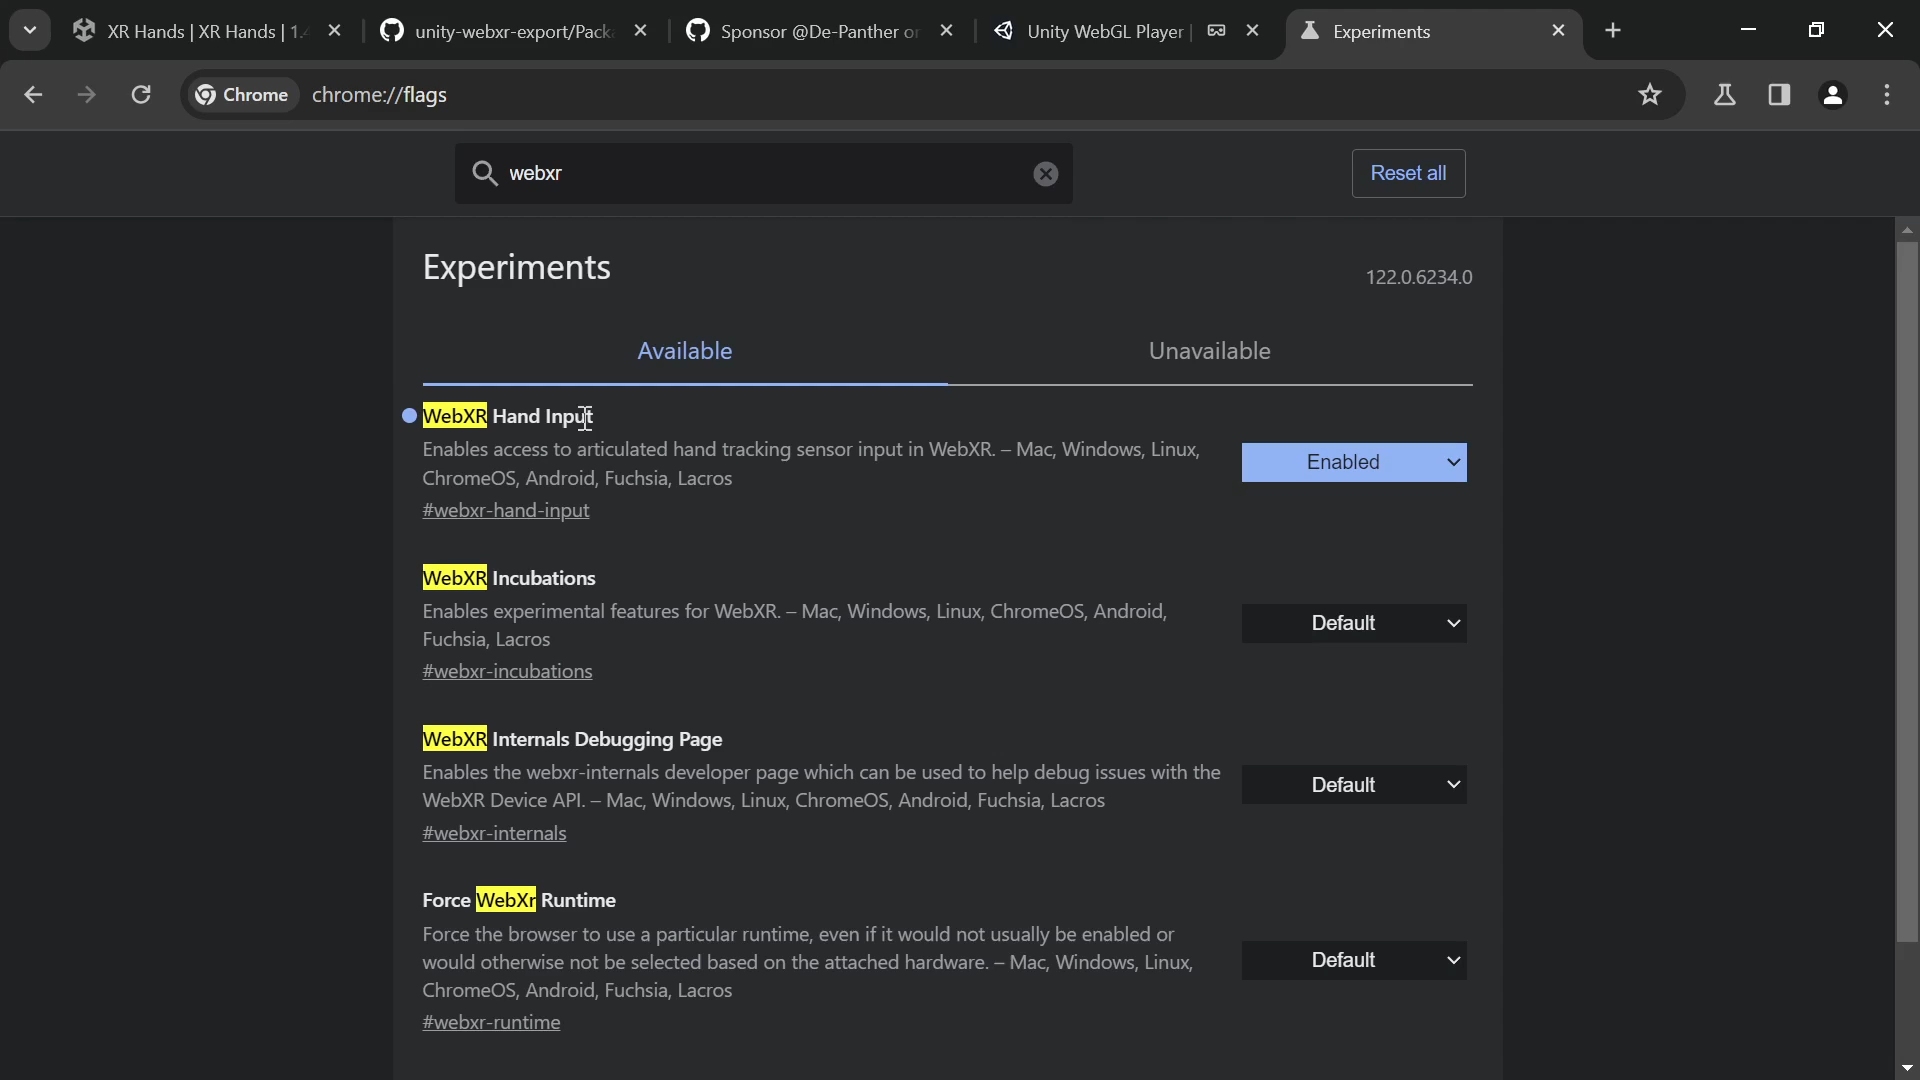 XR Hands | XR Hands | 1.4
unity-webxr-export/Pack
Sponsor @De-Panther on
Unity WebGL Player |
Experiments
Chrome
chrome://flags
webxr
Reset all
Experiments
122.0.6234.0
Available
Unavailable
WebXR Hand Input
Enables access to articulated hand tracking sensor input in WebXR. – Mac, Windows, Linux,
ChromeOS, Android, Fuchsia, Lacros
#webxr-hand-input
Enabled
WebXR Incubations
Enables experimental features for WebXR. – Mac, Windows, Linux, ChromeOS, Android,
Fuchsia, Lacros
#webxr-incubations
Default
WebXR Internals Debugging Page
Enables the webxr-internals developer page which can be used to help debug issues with the
WebXR Device API. – Mac, Windows, Linux, ChromeOS, Android, Fuchsia, Lacros
#webxr-internals
Default
Force WebXr Runtime
Force the browser to use a particular runtime, even if it would not usually be enabled or
would otherwise not be selected based on the attached hardware. – Mac, Windows, Linux,
ChromeOS, Android, Fuchsia, Lacros
#webxr-runtime
Default